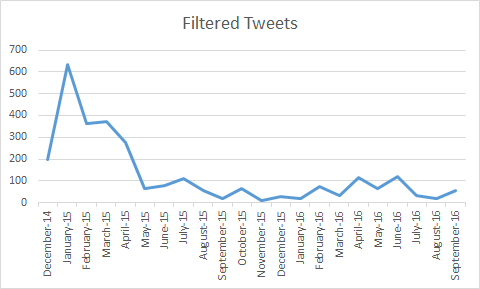 Filtered Tweets
700
600
500
400
300
200
100
0
December-14
January-15
February-15
March-15
April-15
May-15
June-15
July-15
August-15
September-15
October-15
November-15
December-15
January-16
February-16
March-16
April-16
May-16
June-16
July-16
August-16
September-16